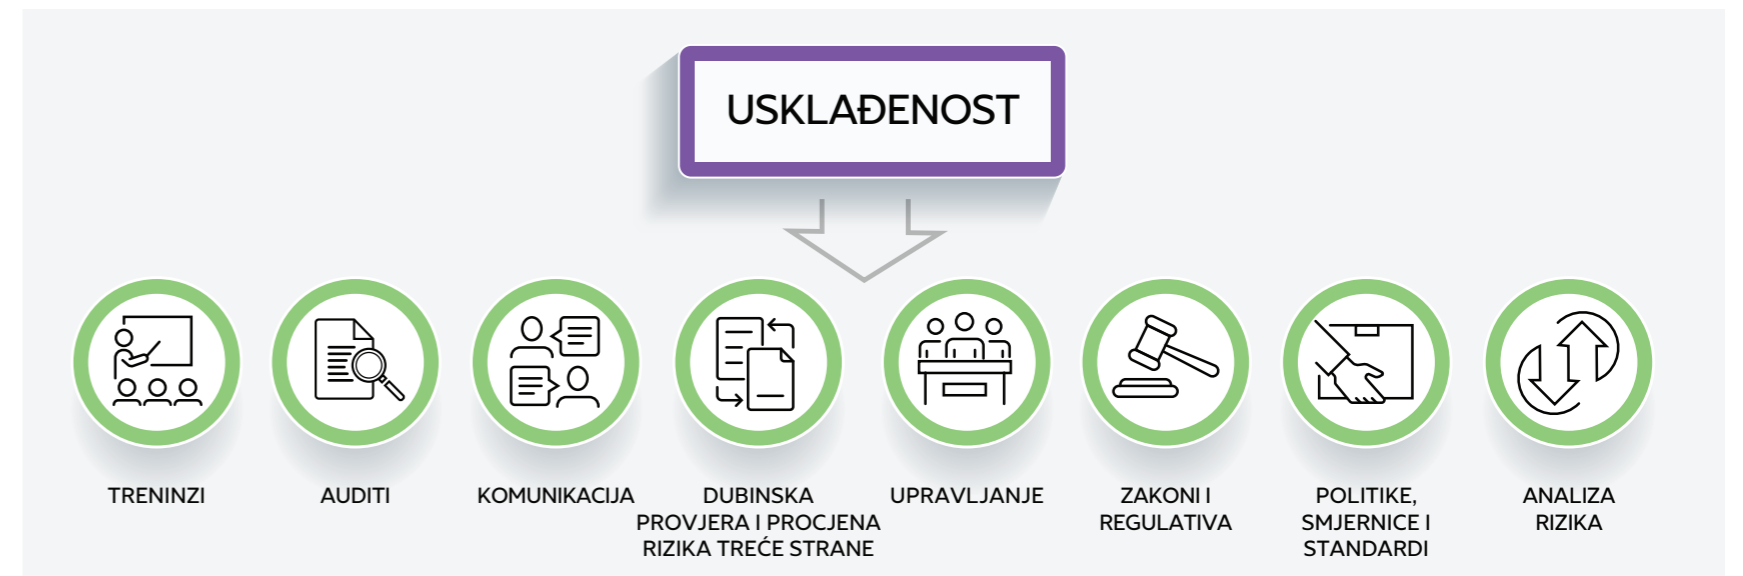 USKLAĐENOST
TRENINZI
AUDITI
KOMUNIKACIJA
DUBINSKA
PROVJERA I PROCJENA
RIZIKA TREĆE STRANE
UPRAVLJANJE
ZAKONI I
REGULATIVA
POLITIKE,
SMJERNICE I
STANDARDI
ANALIZA
RIZIKA